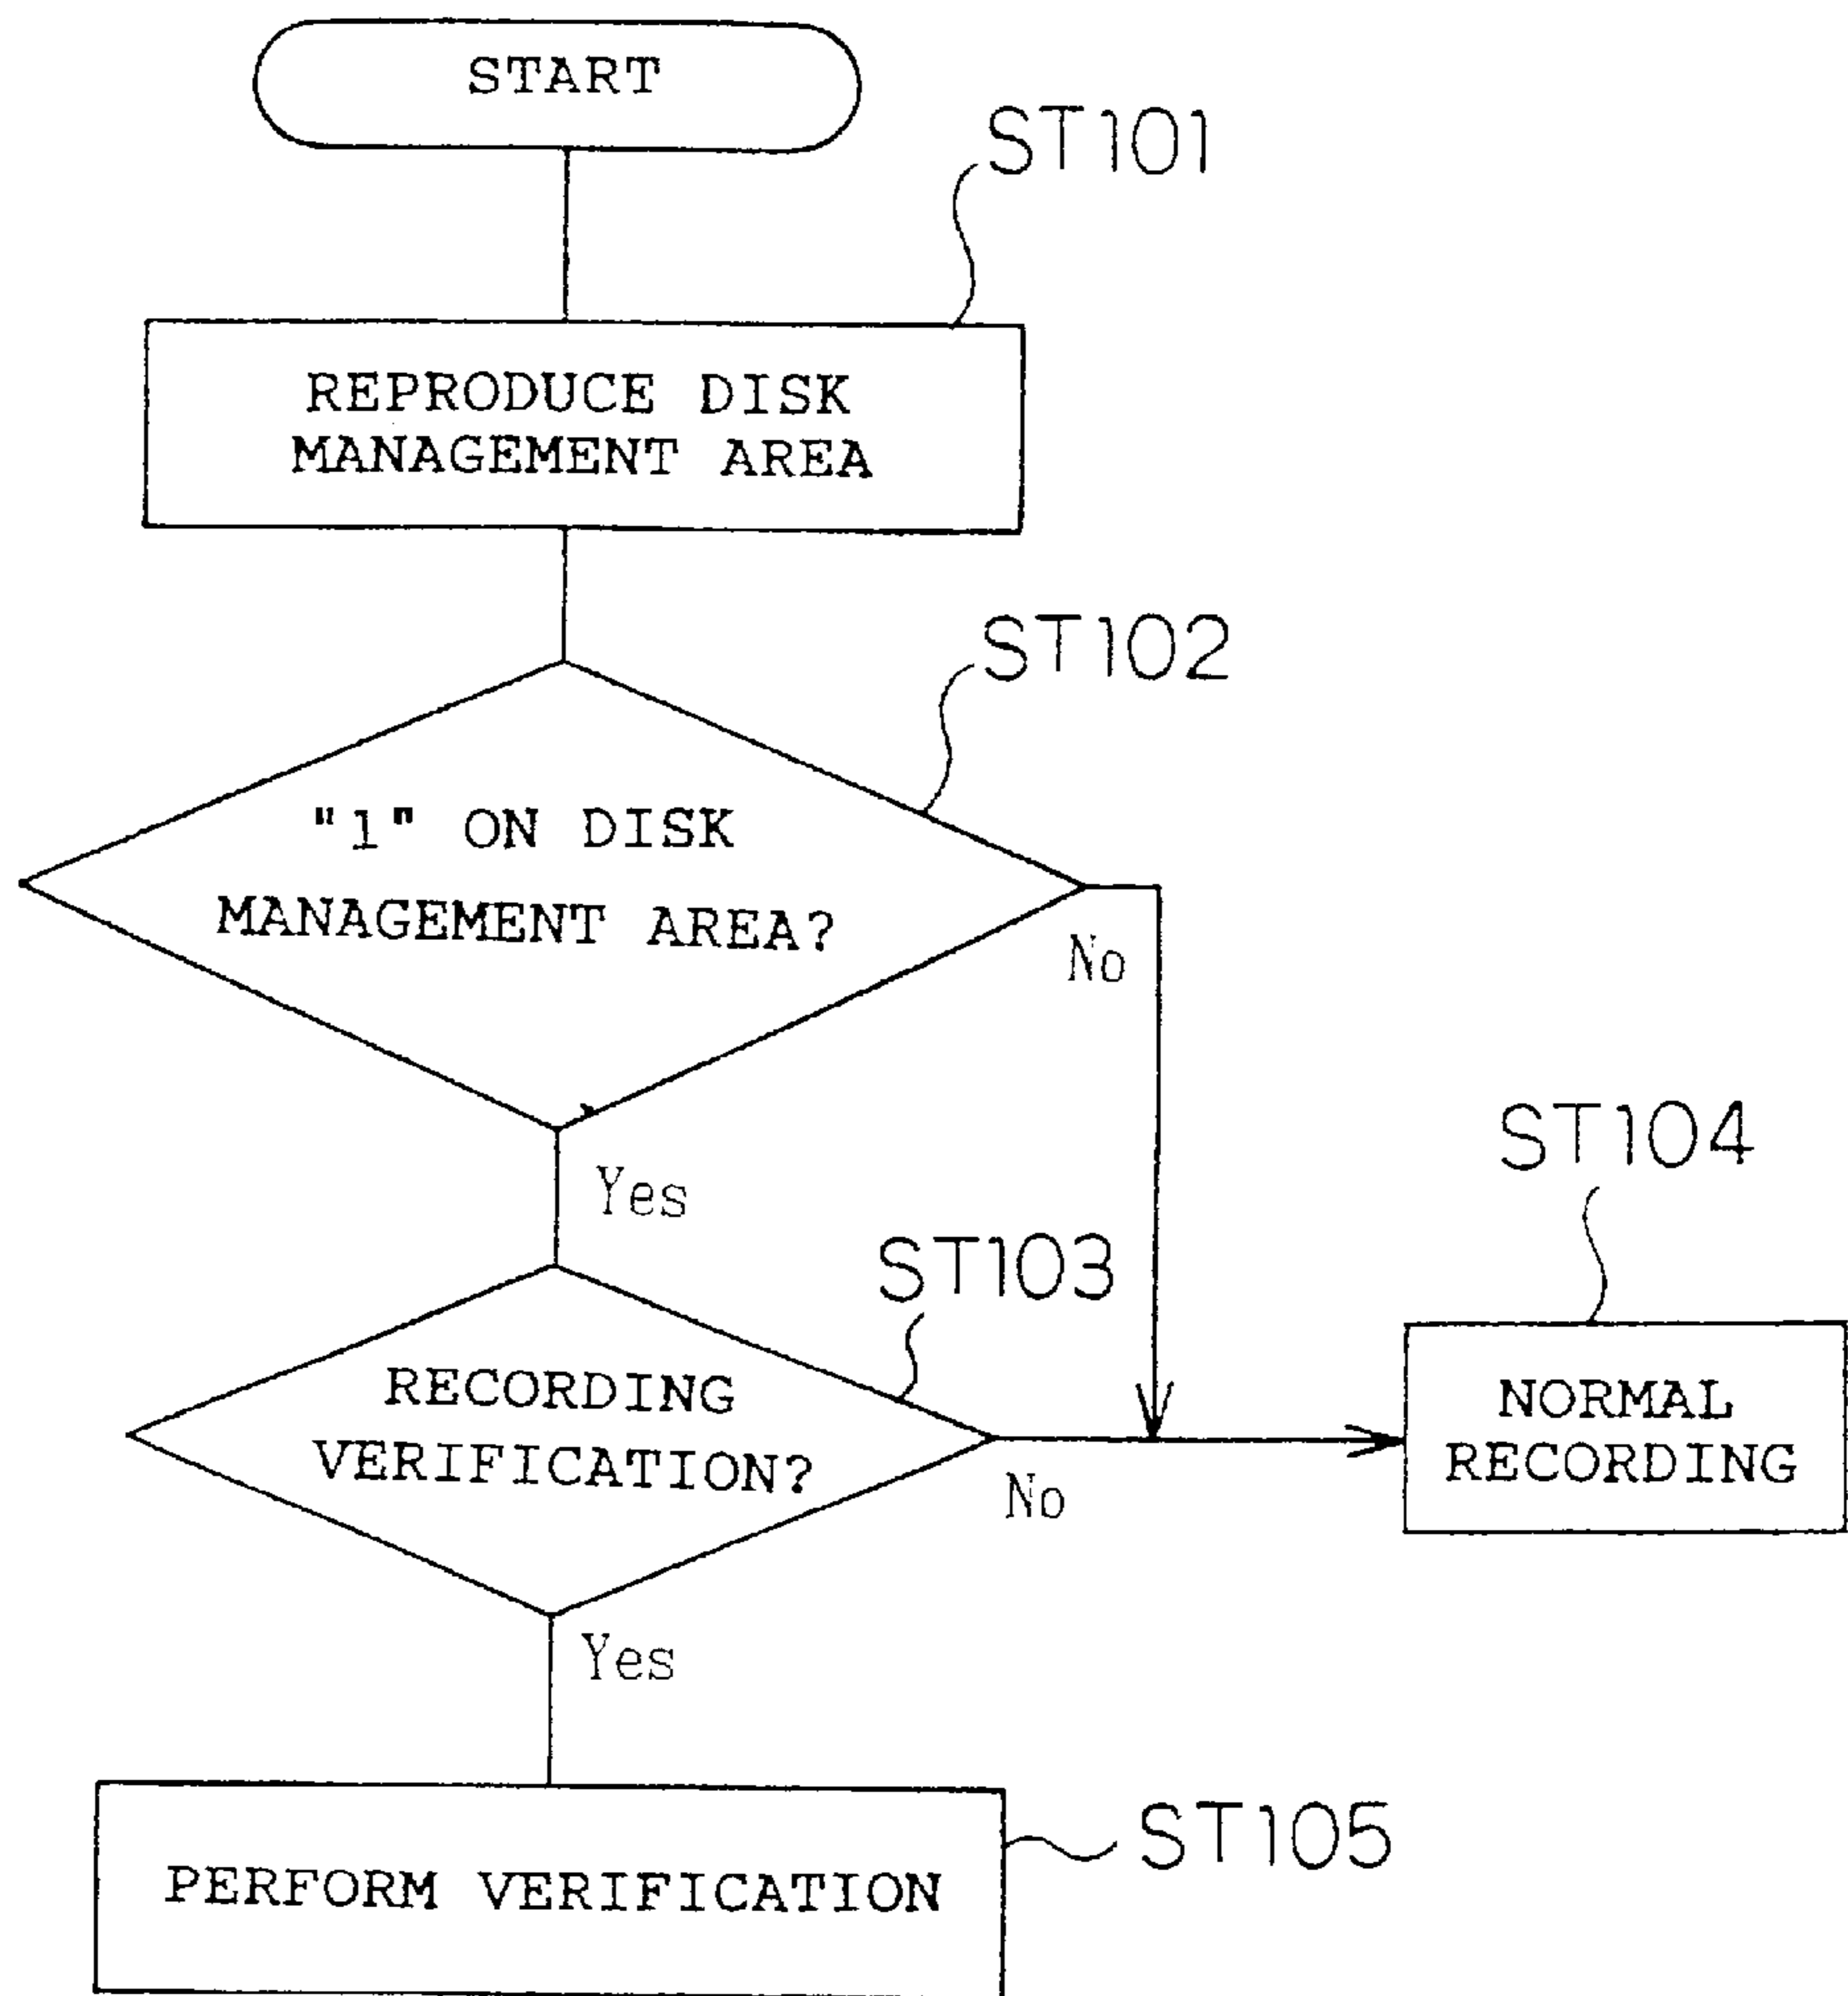 START
ST101
REPRODUCE DISK
MANAGEMENT AREA
ST102
"1" ON DISK
MANAGEMENT AREA?
No
Yes
ST103
ST104
RECORDING
VERIFICATION?
No
NORMAL
RECORDING
Yes
PERFORM VERIFICATION
ST105